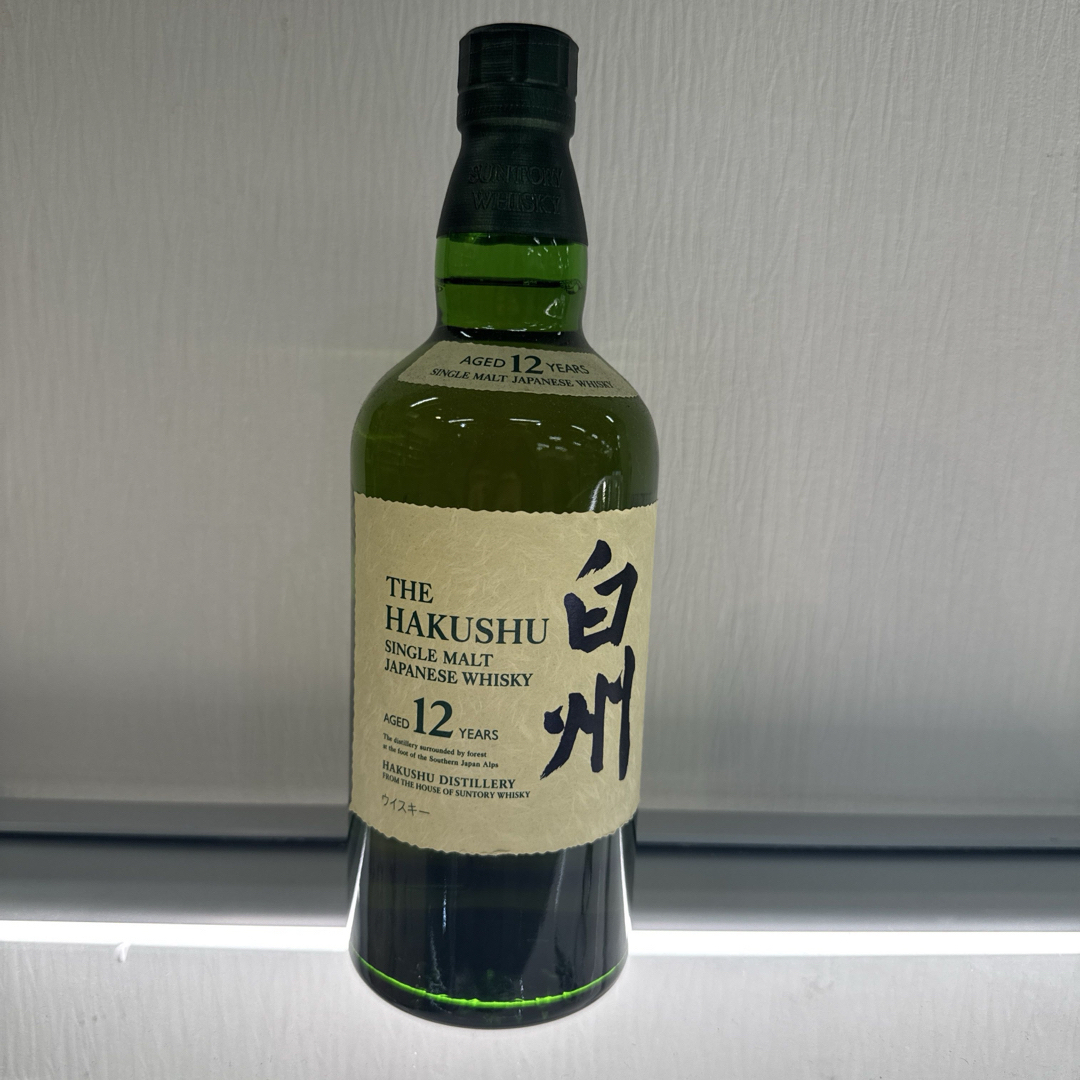 SUNTORY
WHISKY
AGED 12 YEARS
SINGLE MALT JAPANESE WHISKY
THE
HAKUSHU
SINGLE MALT
JAPANESE WHISKY
AGED 12 YEARS
The distillery surrounded by forest
at the foot of the Southern Japan Alps
HAKUSHU DISTILLERY
FROM THE HOUSE OF SUNTORY WHISKY
ウイスキー
白州